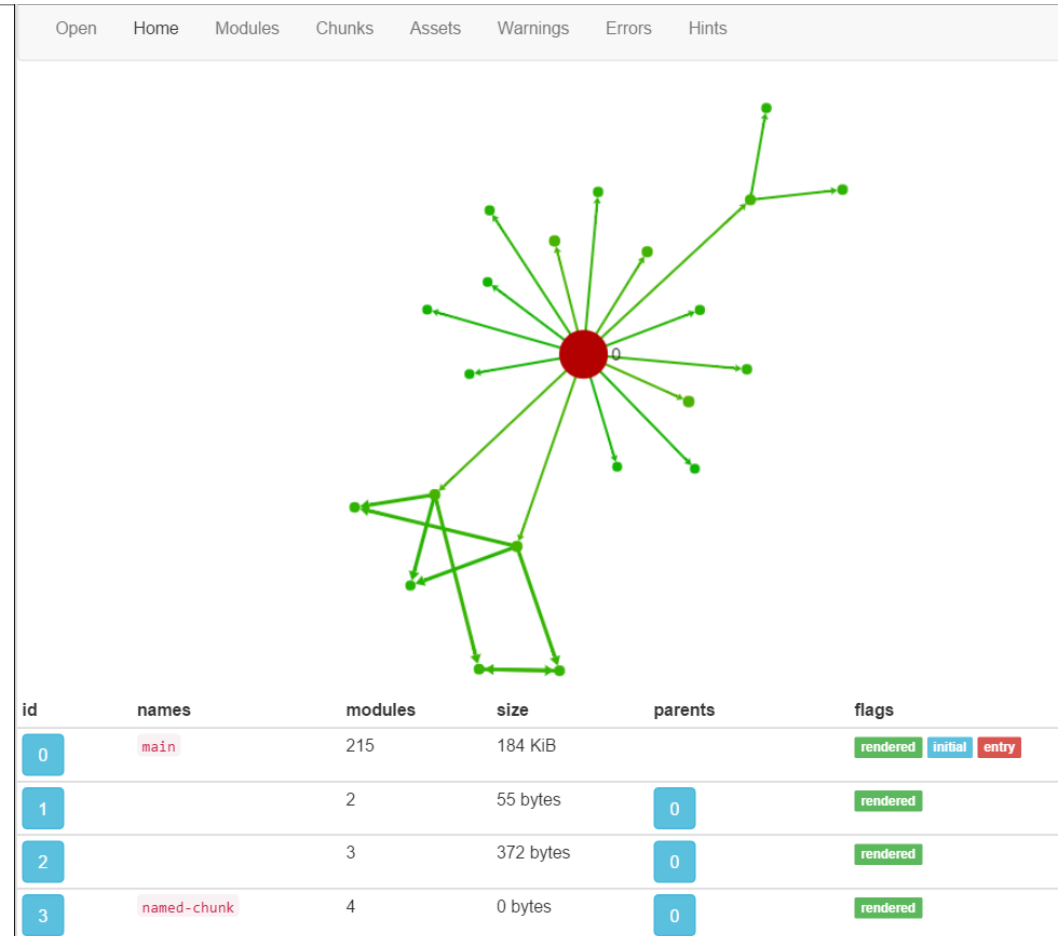 Open Home Modules Chunks Assets Warnings Errors Hints
0
id names modules size parents flags
0 main 215 184 KiB rendered initial entry
1 2 55 bytes 0 rendered
2 3 372 bytes 0 rendered
3 named-chunk 4 0 bytes 0 rendered